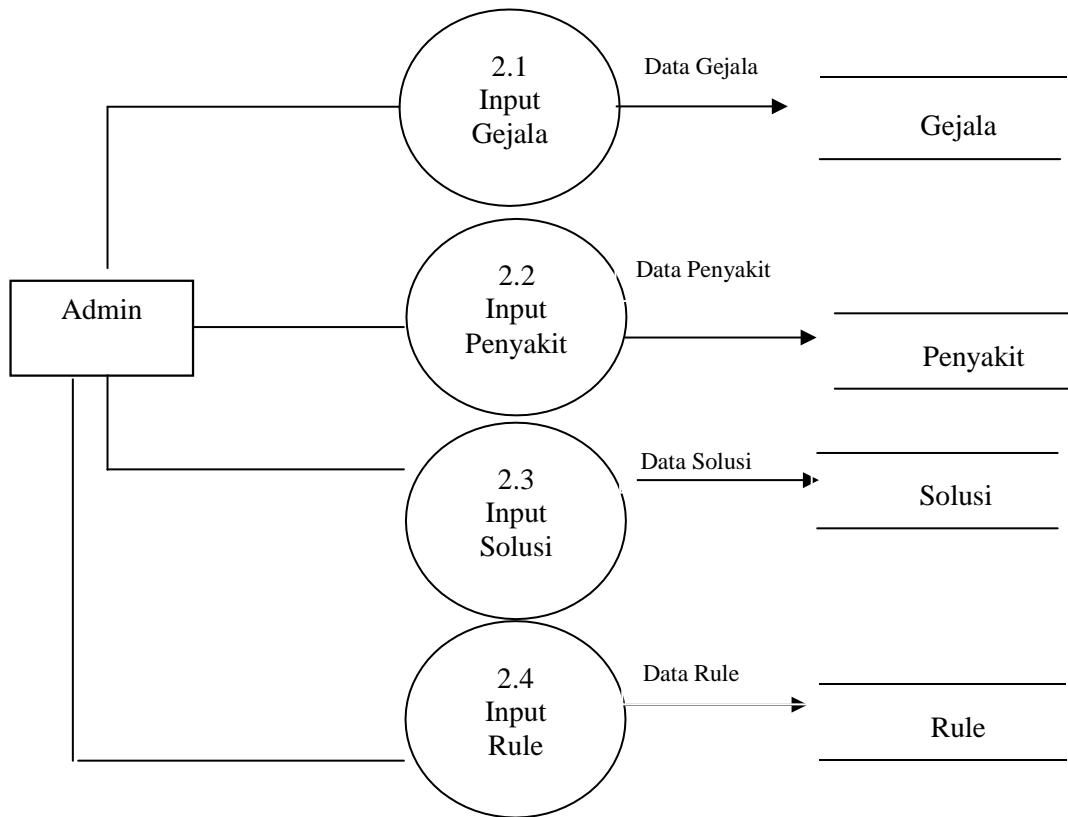 2.1
Input
Gejala
Data Gejala
Gejala
Admin
2.2
Input
Penyakit
Data Penyakit
Penyakit
2.3
Input
Solusi
Data Solusi
Solusi
2.4
Input
Rule
Data Rule
Rule